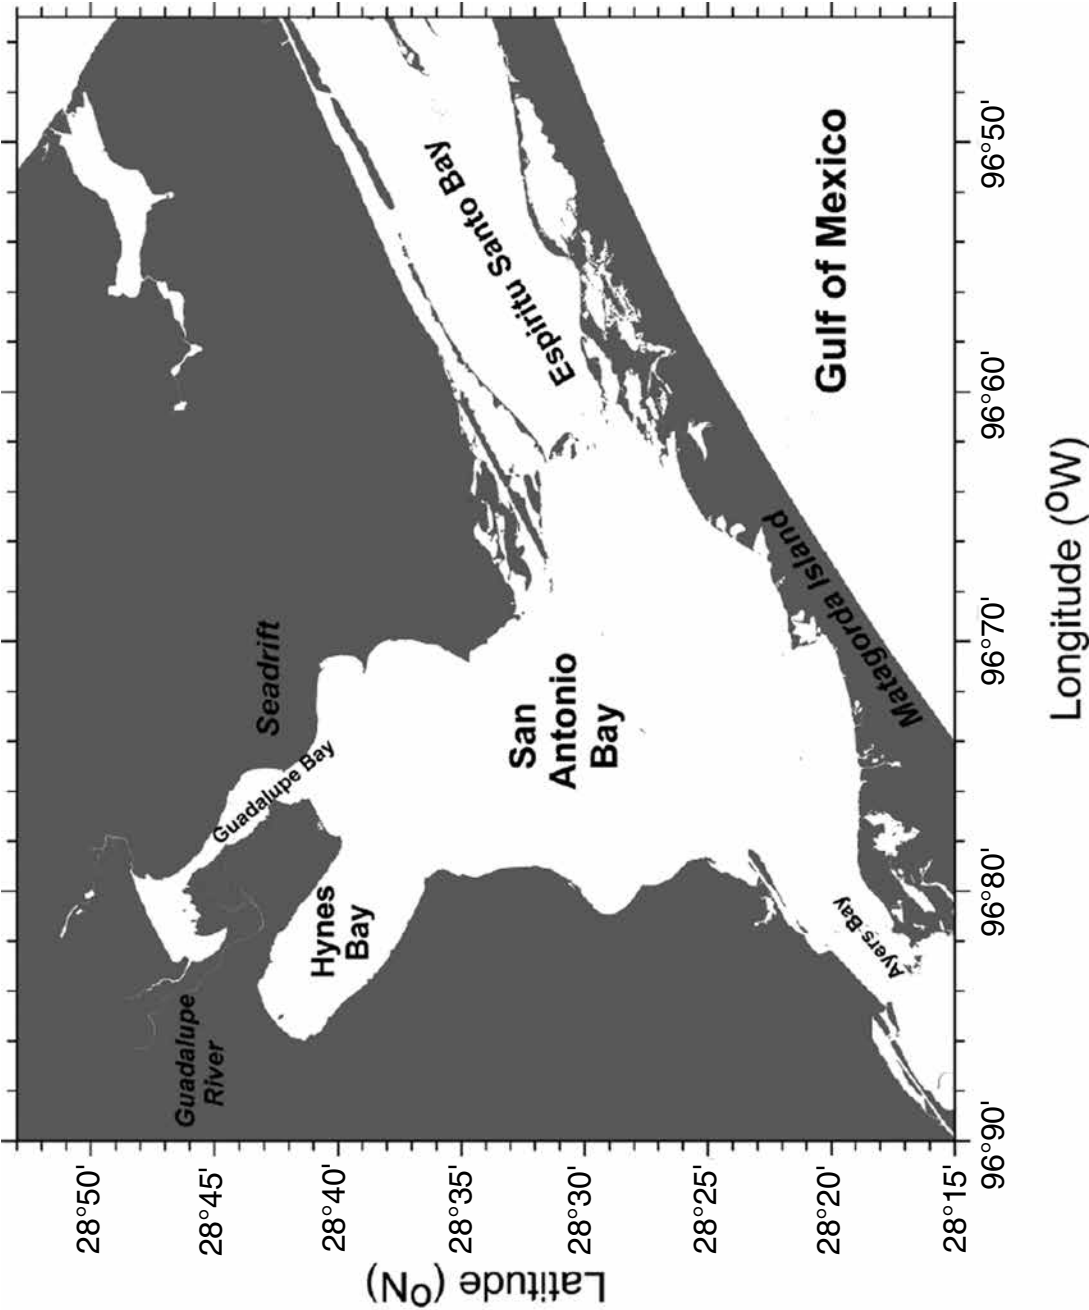 Guadalupe
River
Seadrift
Guadalupe Bay
Hynes
Bay
San
Antonio
Bay
Espiritu Santo Bay
Ayers Bay
Matagorda Island
Gulf of Mexico
Latitude (ºN)
28°50'
28°45'
28°40'
28°35'
28°30'
28°25'
28°20'
28°15'
96°90'
96°80'
96°70'
96°60'
96°50'
Longitude (ºW)